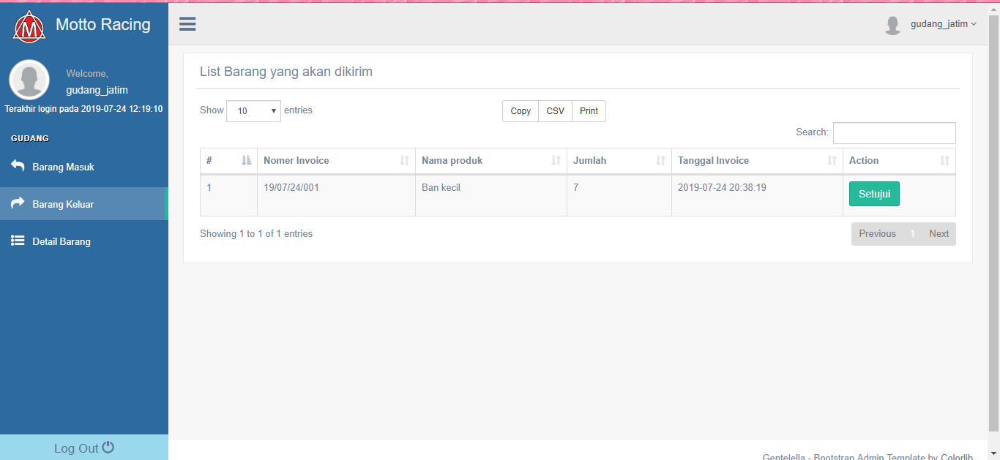 Motto Racing
gudang_jatim
Welcome,
gudang_jatim
Terakhir login pada 2019-07-24 12:19:10
GUDANG
Barang Masuk
Barang Keluar
Detail Barang
Log Out
List Barang yang akan dikirim
Show 10 entries
Copy CSV Print
Search:
# Nomer Invoice Nama produk Jumlah Tanggal Invoice Action
1 19/07/24/001 Ban kecil 7 2019-07-24 20:38:19 Setujui
Showing 1 to 1 of 1 entries
Previous 1 Next
Gentelella - Bootstrap Admin Template by Colorlib